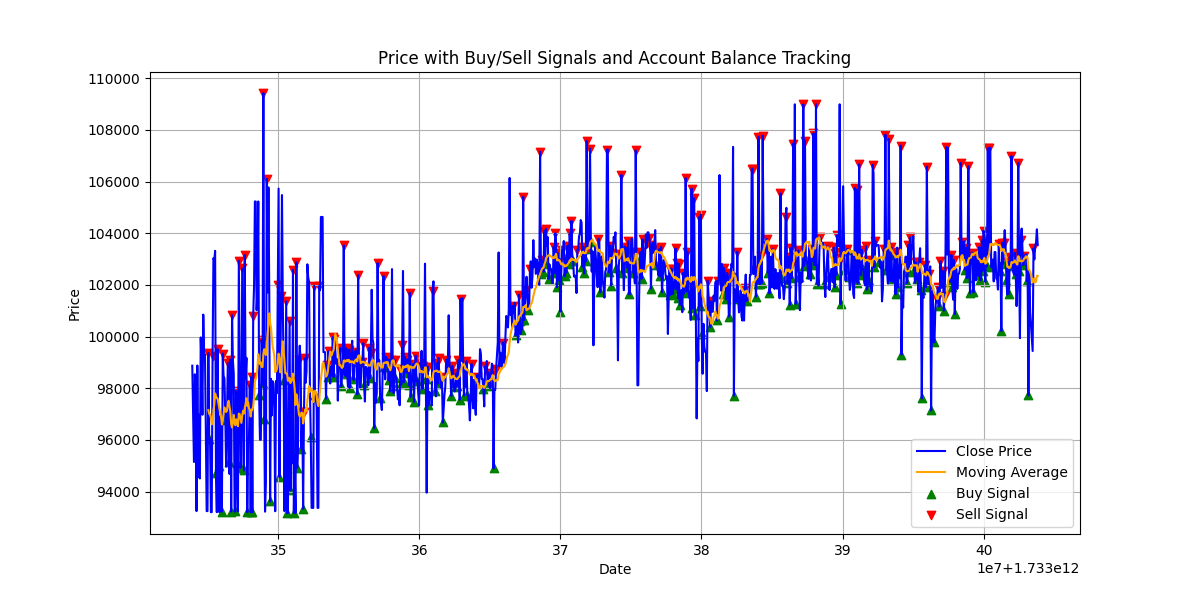 Price with Buy/Sell Signals and Account Balance Tracking
110000
108000
106000
104000
102000
100000
98000
96000
94000
Price
Close Price
Moving Average
Buy Signal
Sell Signal
35 36 37 38 39 40
1e7+1.733e12
Date